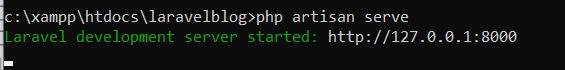 c:\xampp\htdocs\laravelblog>php artisan serve
Laravel development server started: http://127.0.0.1:8000